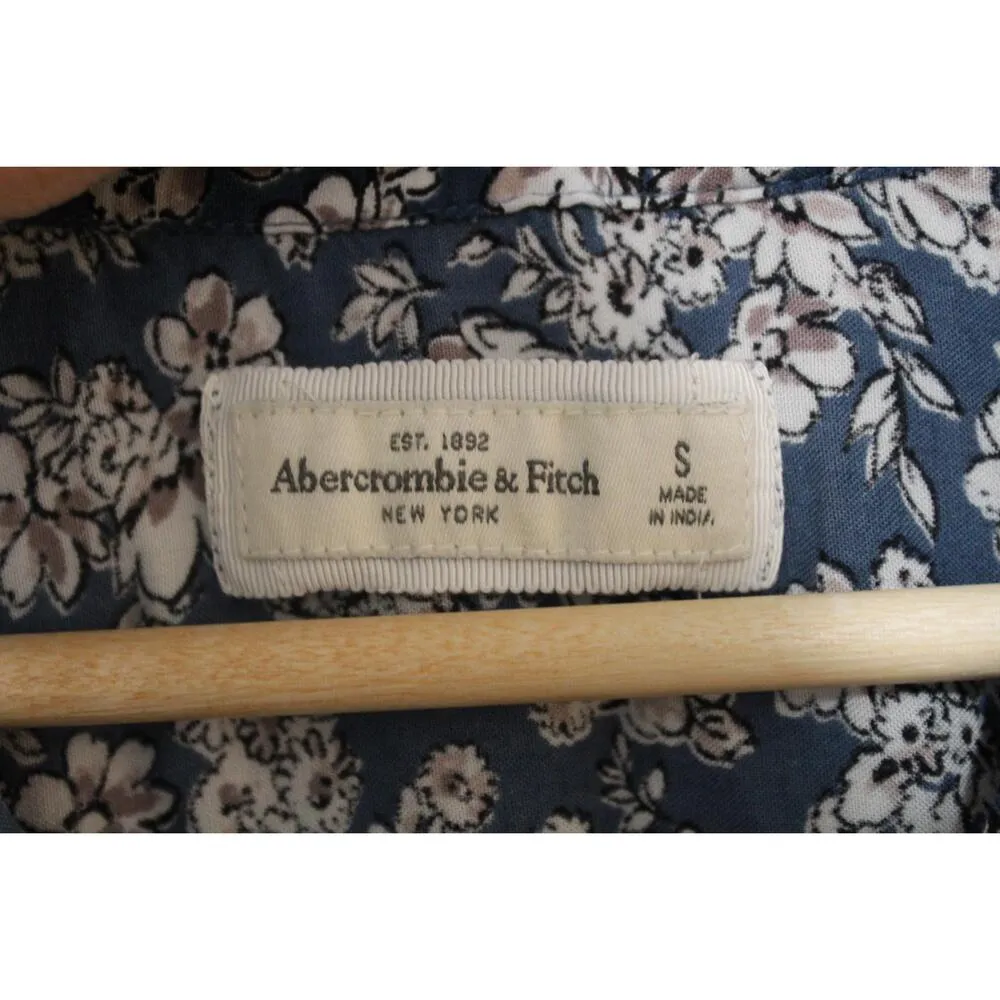 EST. 1892
Abercrombie & Fitch
NEW YORK
S
MADE
IN INDIA